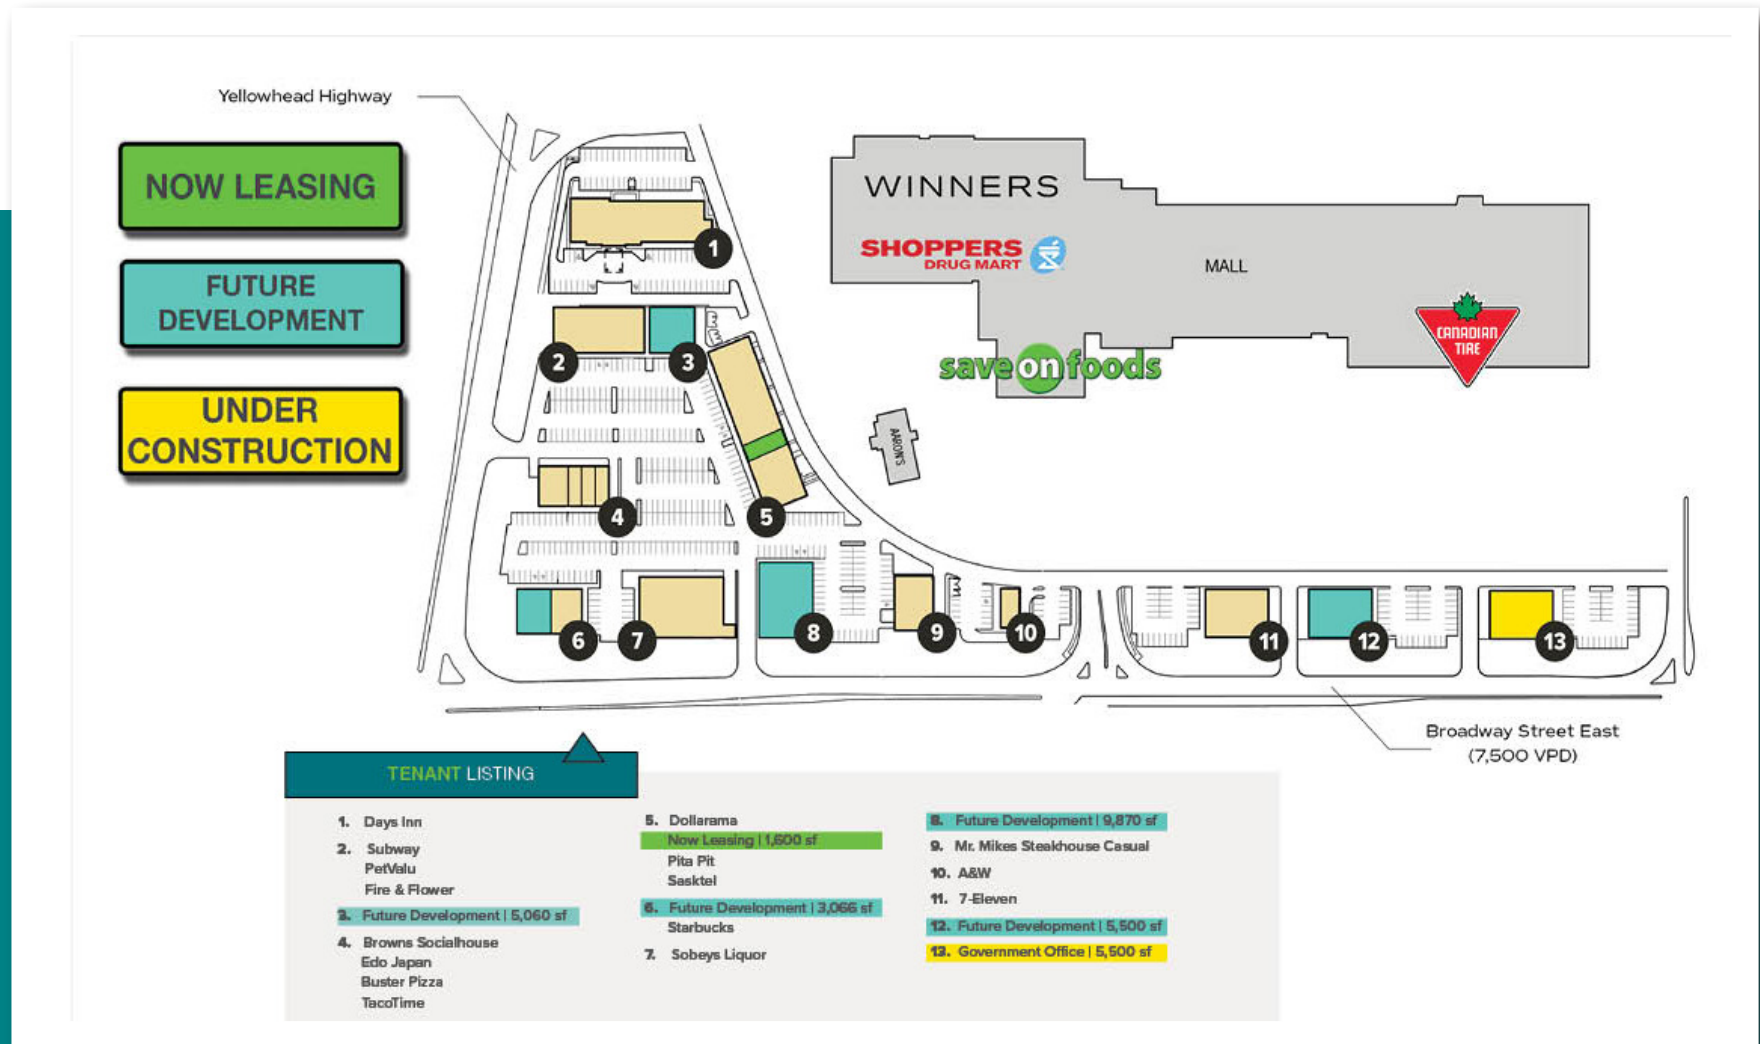 Yellowhead Highway
NOW LEASING
FUTURE
DEVELOPMENT
UNDER
CONSTRUCTION
WINNERS
SHOPPERS
DRUG MART
MALL
CANADIAN
TIRE
save on foods
AARON'S
1
2
3
4
5
6
7
8
9
10
11
12
13
Broadway Street East
(7,500 VPD)
TENANT LISTING
1. Days Inn
2. Subway
PetValu
Fire & Flower
3. Future Development | 5,060 sf
4. Browns Socialhouse
Edo Japan
Buster Pizza
TacoTime
5. Dollarama
Now Leasing | 1,600 sf
Pita Pit
Sasktel
6. Future Development | 3,066 sf
Starbucks
7. Sobeys Liquor
8. Future Development | 9,870 sf
9. Mr. Mikes Steakhouse Casual
10. A&W
11. 7-Eleven
12. Future Development | 5,500 sf
13. Government Office | 5,500 sf